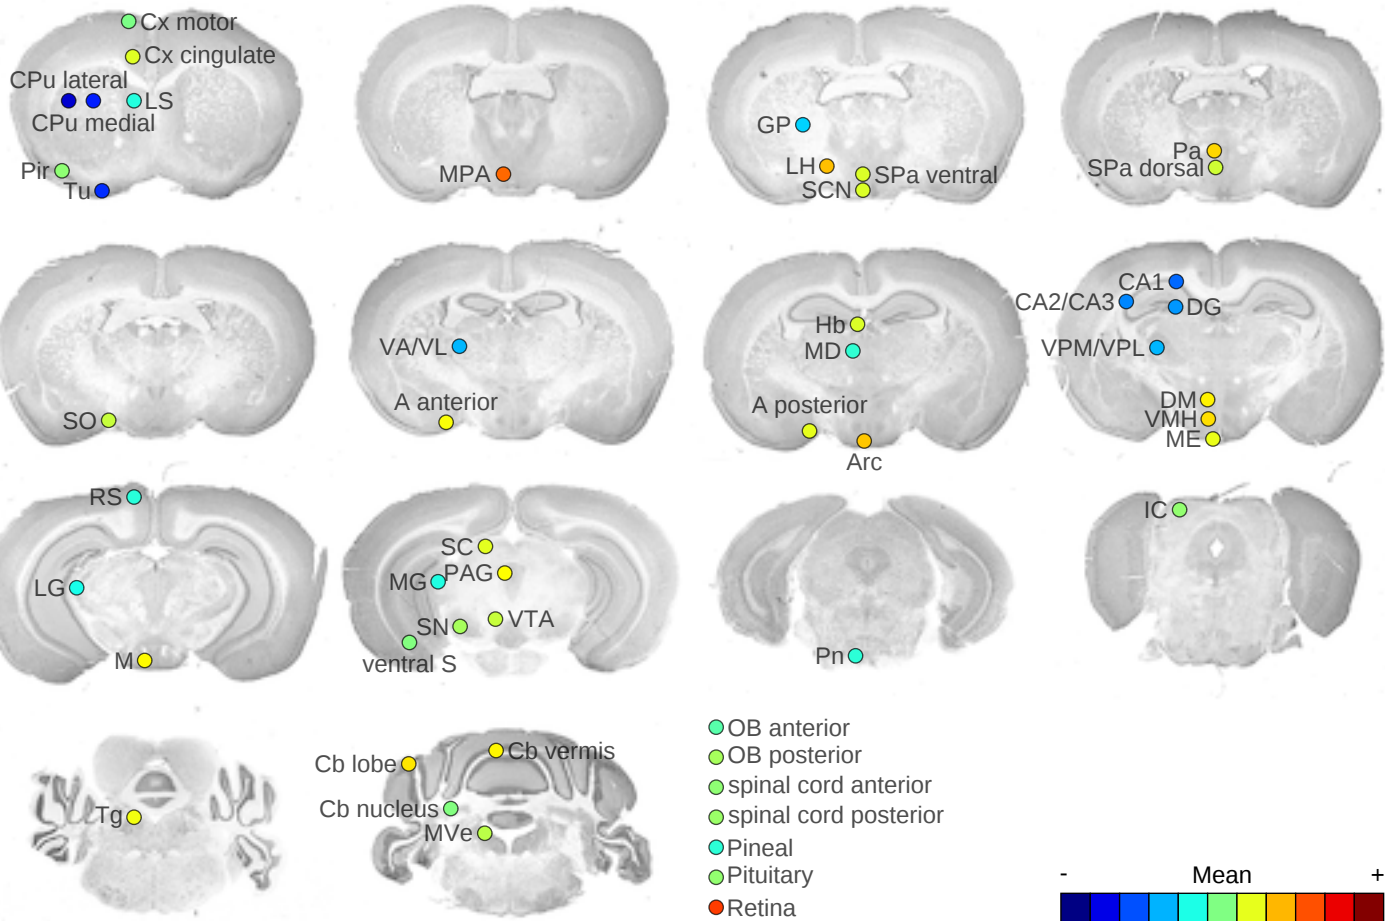 Cx motor
Cx cingulate
CPu lateral
LS
CPu medial
Pir
Tu
MPA
GP
LH
SPa ventral
SCN
Pa
SPa dorsal
SO
VA/VL
A anterior
Hb
MD
A posterior
Arc
CA1
CA2/CA3
DG
VPM/VPL
DM
VMH
ME
RS
LG
M
SC
MG
PAG
SN
VTA
ventral S
Pn
IC
Tg
Cb lobe
Cb vermis
Cb nucleus
MVe
OB anterior
OB posterior
spinal cord anterior
spinal cord posterior
Pineal
Pituitary
Retina
- Mean +